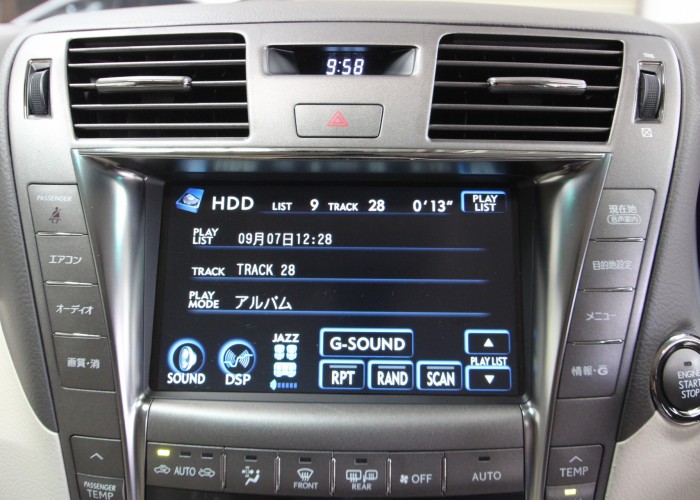 9:58
PASSENGER
エアコン
オーディオ
画質・消
HDD LIST 9 TRACK 28 0'13" PLAY LIST
PLAY LIST 09月07日12:28
TRACK TRACK 28
PLAY MODE アルバム
SOUND
DSP
JAZZ
G-SOUND
RPT RAND SCAN
PLAY LIST
現在地
(音声案内)
目的地設定
メニュー
情報・G
ENGINE
START
STOP
PASSENGER
TEMP
AUTO
FRONT
REAR
OFF
AUTO
TEMP